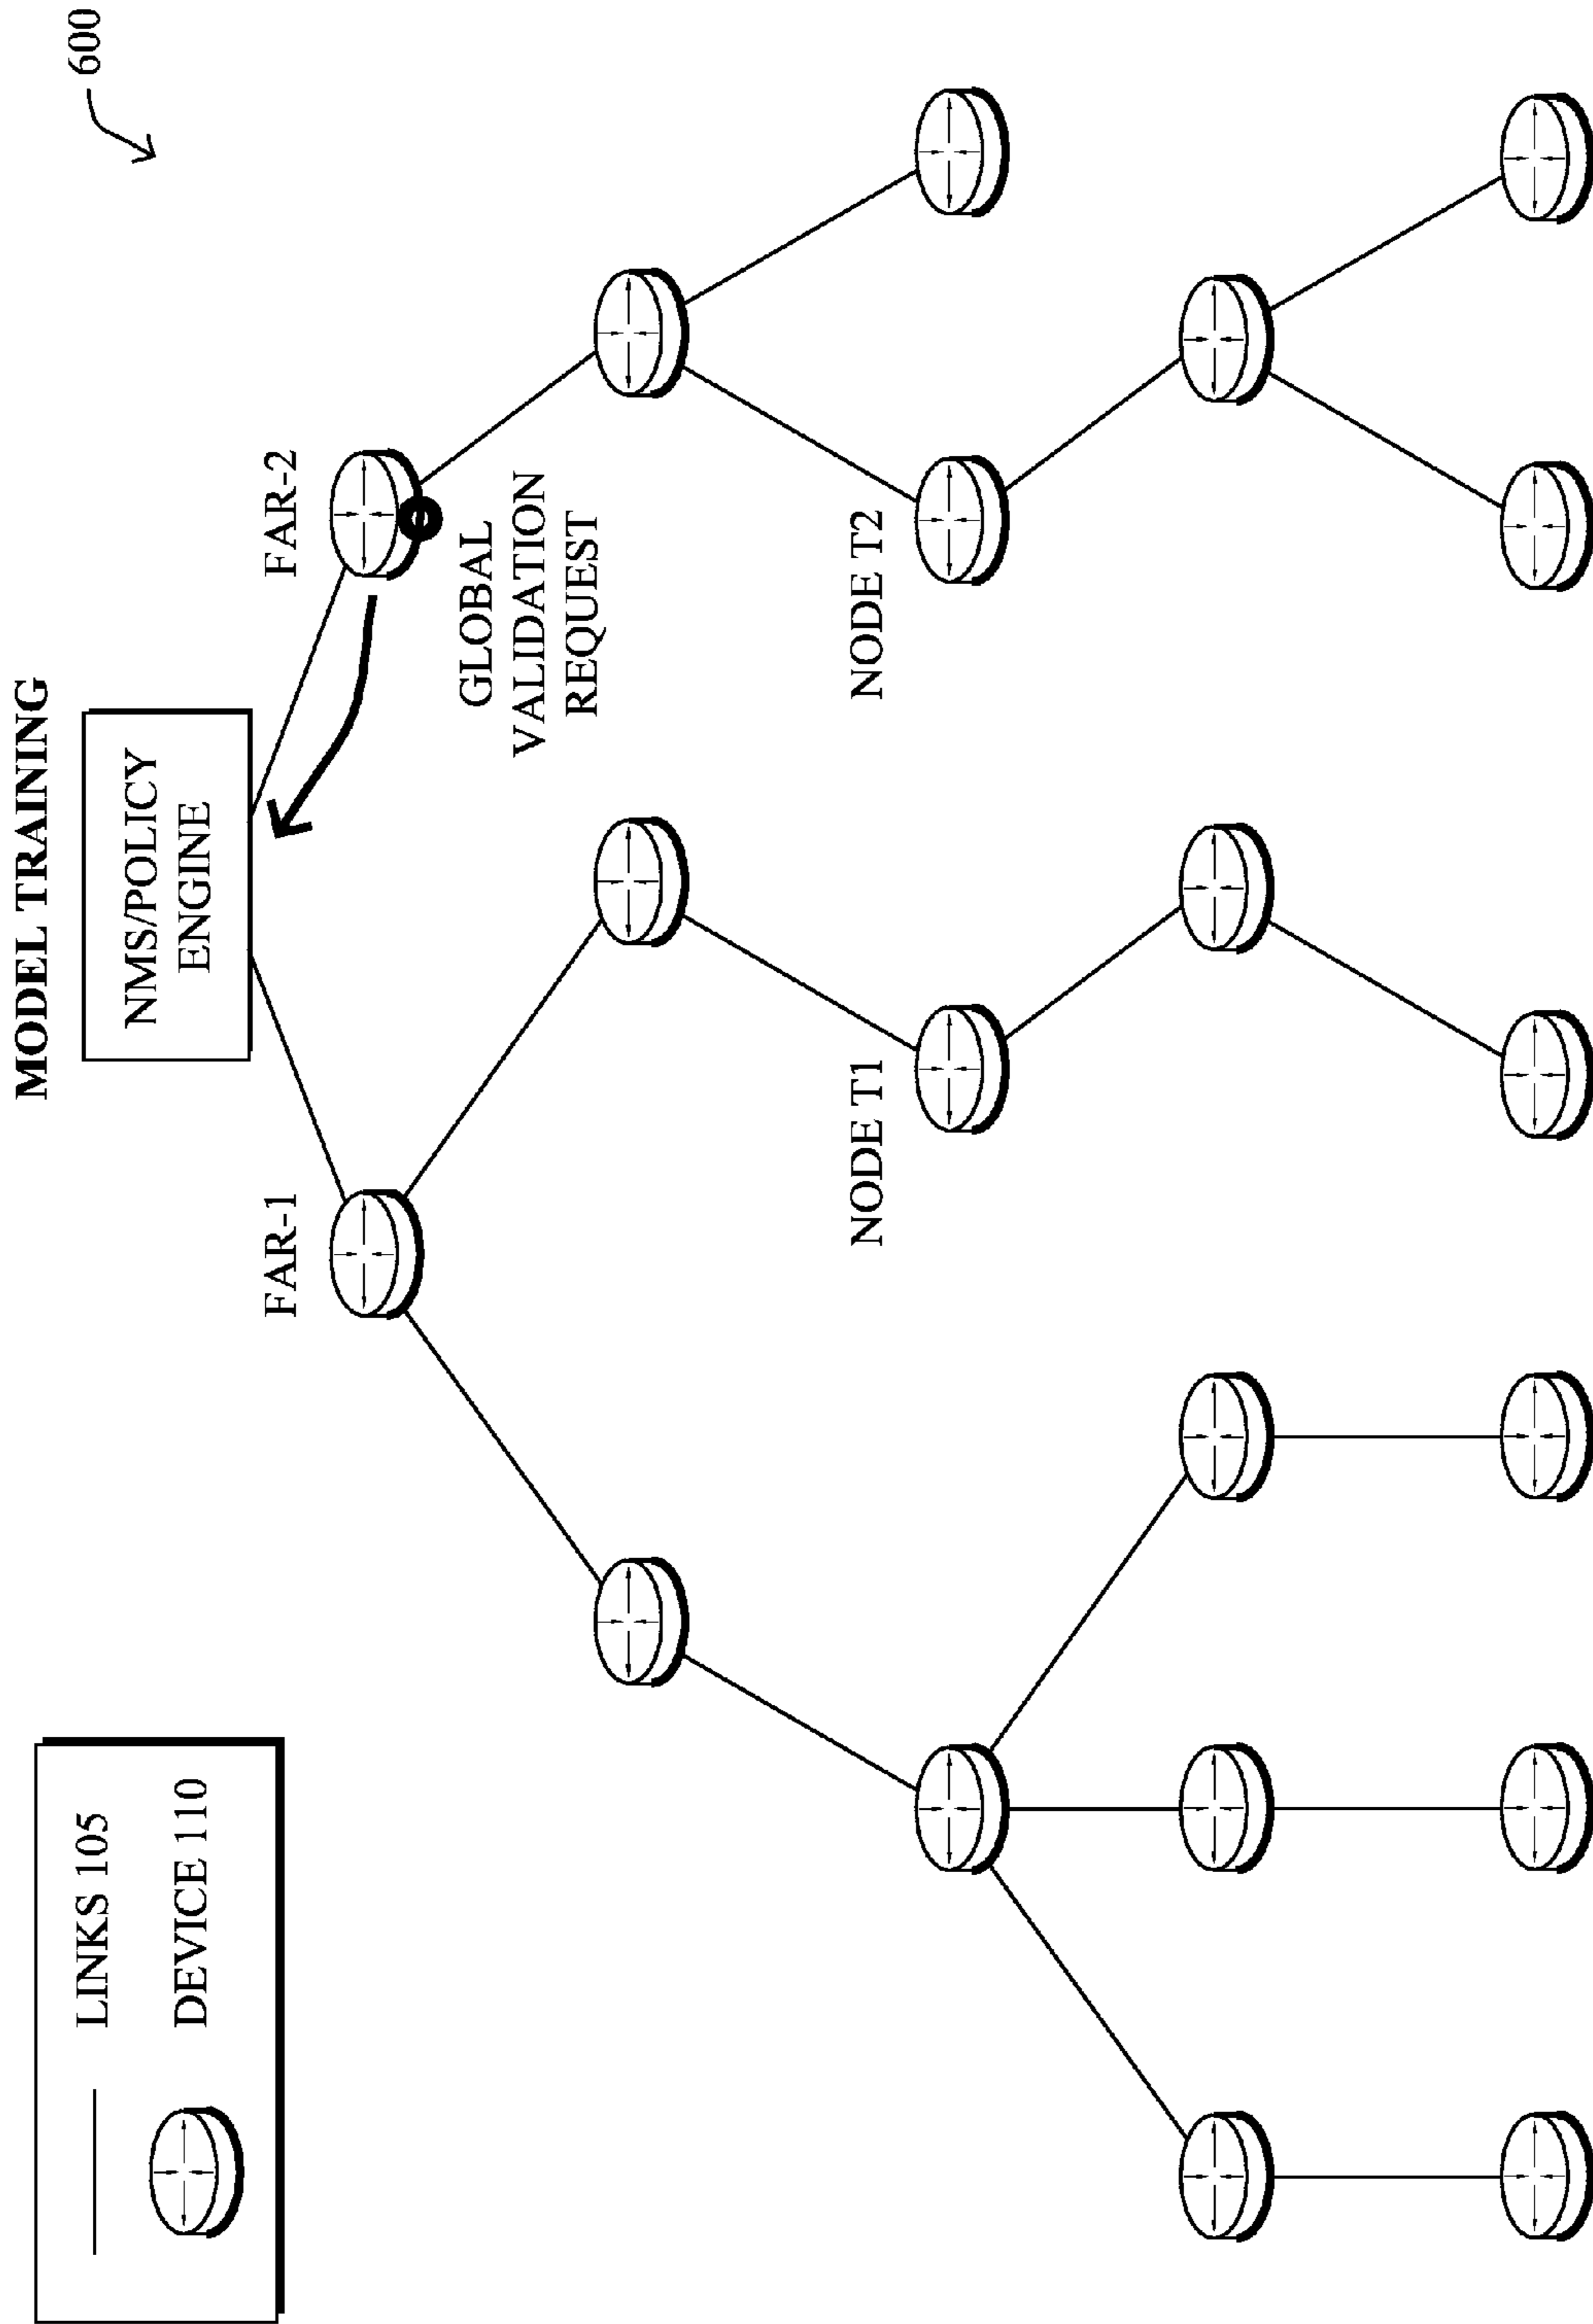 LINKS 105
DEVICE 110
MODEL TRAINING
NMS/POLICY
ENGINE
600
FAR-1
FAR-2
GLOBAL
VALIDATION
REQUEST
NODE T1
NODE T2